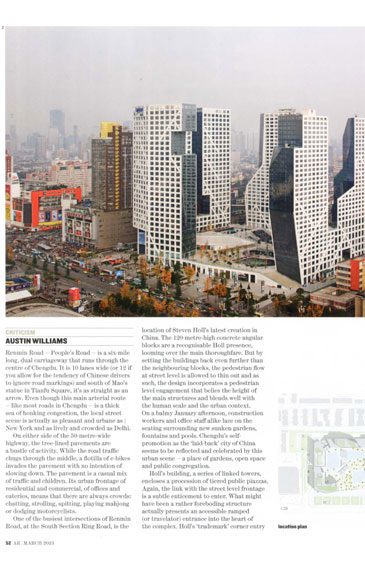 CRITICISM
AUSTIN WILLIAMS
Renmin Road – People's Road – is a six-mile
long, dual carriageway that runs through the
centre of Chengdu. It is 10 lanes wide (or 12 if
you allow for the tendency of Chinese drivers
to ignore road markings) and south of Mao's
statue in Tianfu Square, it's as straight as an
arrow. Even though this main arterial route
– like most roads in Chengdu – is a thick
sea of honking congestion, the local street
scene is actually as pleasant and urbane as
New York and as lively and crowded as Delhi.
On either side of the 50-metre-wide
highway, the tree-lined pavements are
a bustle of activity. While the road traffic
chugs through the middle, a flotilla of e-bikes
invades the pavement with no intention of
slowing down. The pavement is a casual mix
of traffic and children. Its urban frontage of
residential and commercial, of offices and
eateries, means that there are always crowds:
chatting, strolling, spitting, playing mahjong
or dodging motorcyclists.
One of the busiest intersections of Renmin
Road, at the South Section Ring Road, is the
location of Steven Holl's latest creation in
China. The 120 metre-high concrete angular
blocks are a recognisable Holl presence,
looming over the main thoroughfare. But by
setting the buildings back even further than
the neighbouring blocks, the pedestrian flow
at street level is allowed to thin out and as
such, the design incorporates a pedestrian
level engagement that belies the height of
the main structures and blends well with
the human scale and the urban context.
On a balmy January afternoon, construction
workers and office staff alike laze on the
seating surrounding new sunken gardens,
fountains and pools. Chengdu's self-
promotion as the 'laid-back' city of China
seems to be reflected and celebrated by this
urban scene – a place of gardens, open space
and public congregation.
Holl's building, a series of linked towers,
encloses a procession of tiered public piazzas.
Again, the link with the street level frontage
is a subtle enticement to enter. What might
have been a rather foreboding structure
actually presents an accessible ramped
(or travelator) entrance into the heart of
the complex. Holl's 'trademark' corner entry
location plan
52 AR | MARCH 2013